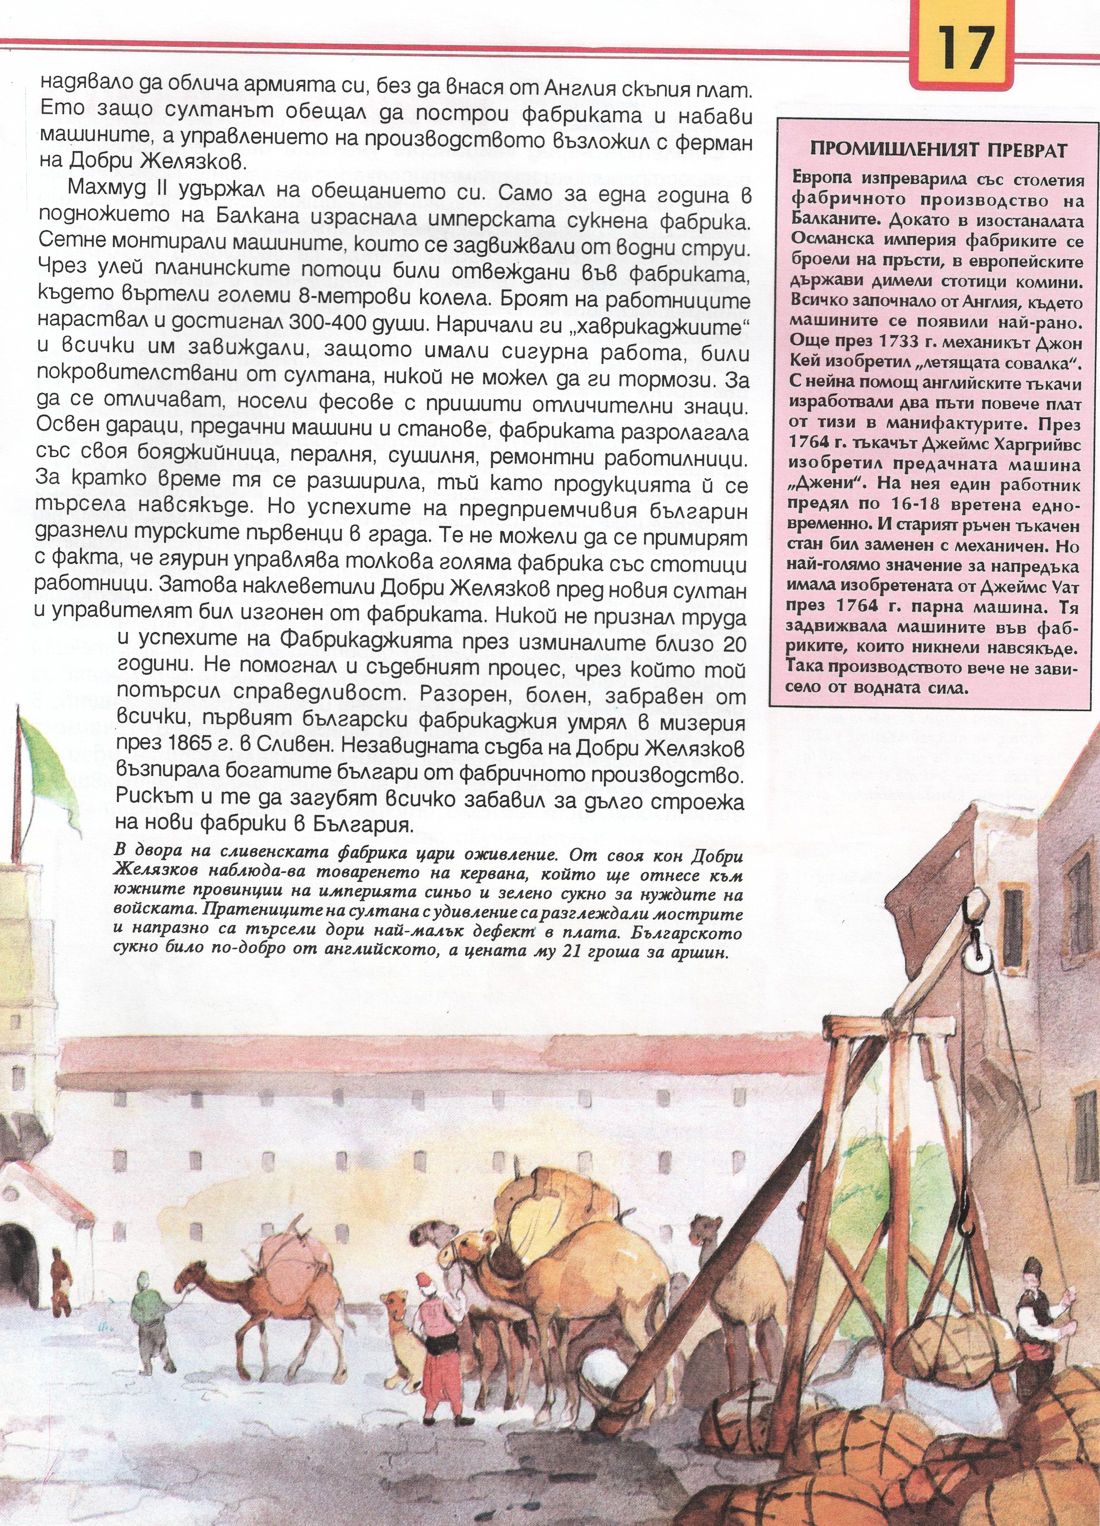 17
надявало да облича армията си, без да внася от Англия скъпия плат.
Ето защо султанът обещал да построи фабриката и набави
машините, а управлението на производството възложил с ферман
на Добри Желязков.
Махмуд II удържал на обещанието си. Само за една година в
подножието на Балкана израснала имперската сукнена фабрика.
Сетне монтирали машините, които се задвижвали от водни струи.
Чрез улей планинските потоци били отвеждани във фабриката,
където въртели големи 8-метрови колела. Броят на работниците
нараствал и достигнал 300-400 души. Наричали ги „хаврикаджиите“
и всички им завиждали, защото имали сигурна работа, били
покровителствани от султана, никой не можел да ги тормози. За
да се отличават, носели фесове с пришити отличителни знаци.
Освен дараци, предачни машини и станове, фабриката разролагала
със своя бояджийница, пералня, сушилня, ремонтни работилници.
За кратко време тя се разширила, тъй като продукцията й се
търсела навсякъде. Но успехите на предприемчивия българин
дразнели турските първенци в града. Те не можели да се примирят
с факта, че гяурин управлява толкова голяма фабрика със стотици
работници. Затова наклеветили Добри Желязков пред новия султан
и управителят бил изгонен от фабриката. Никой не признал труда
и успехите на Фабрикаджията през изминалите близо 20
години. Не помогнал и съдебният процес, чрез който той
потърсил справедливост. Разорен, болен, забравен от
всички, първият български фабрикаджия умрял в мизерия
през 1865 г. в Сливен. Незавидната съдба на Добри Желязков
възпирала богатите българи от фабричното производство.
Рискът и те да загубят всичко забавил за дълго строежа
на нови фабрики в България.
В двора на сливенската фабрика цари оживление. От своя кон Добри
Желязков наблюда-ва товаренето на кервана, който ще отнесе към
южните провинции на империята синьо и зелено сукно за нуждите на
войската. Пратениците на султана с удивление са разглеждали мострите
и напразно са търсели дори най-малък дефект в плата. Българското
сукно било по-добро от английското, а цената му 21 гроша за аршин.
ПРОМИШЛЕНИЯТ ПРЕВРАТ
Европа изпреварила със столетия
фабричното производство на
Балканите. Докато в изостаналата
Османска империя фабриките се
броели на пръсти, в европейските
държави димели стотици комини.
Всичко започнало от Англия, където
машините се появили най-рано.
Още през 1733 г. механикът Джон
Кей изобретил „летящата совалка“.
С нейна помощ английските тъкачи
изработвали два пъти повече плат
от тизи в манифактурите. През
1764 г. тъкачът Джеймс Харгрийвс
изобретил предачната машина
„Джени“. На нея един работник
предял по 16-18 вретена едно-
временно. И старият ръчен тъкачен
стан бил заменен с механичен. Но
най-голямо значение за напредъка
имала изобретената от Джеймс Уат
през 1764 г. парна машина. Тя
задвижвала машините във фаб-
риките, които никнели навсякъде.
Така производството вече не зави-
село от водната сила.